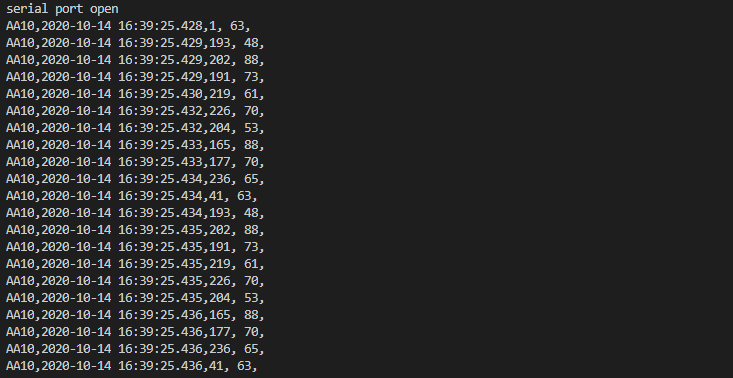 serial port open
AA10,2020-10-14 16:39:25.428,1, 63,
AA10,2020-10-14 16:39:25.429,193, 48,
AA10,2020-10-14 16:39:25.429,202, 88,
AA10,2020-10-14 16:39:25.429,191, 73,
AA10,2020-10-14 16:39:25.430,219, 61,
AA10,2020-10-14 16:39:25.432,226, 70,
AA10,2020-10-14 16:39:25.432,204, 53,
AA10,2020-10-14 16:39:25.433,165, 88,
AA10,2020-10-14 16:39:25.433,177, 70,
AA10,2020-10-14 16:39:25.434,236, 65,
AA10,2020-10-14 16:39:25.434,41, 63,
AA10,2020-10-14 16:39:25.434,193, 48,
AA10,2020-10-14 16:39:25.435,202, 88,
AA10,2020-10-14 16:39:25.435,191, 73,
AA10,2020-10-14 16:39:25.435,219, 61,
AA10,2020-10-14 16:39:25.435,226, 70,
AA10,2020-10-14 16:39:25.435,204, 53,
AA10,2020-10-14 16:39:25.436,165, 88,
AA10,2020-10-14 16:39:25.436,177, 70,
AA10,2020-10-14 16:39:25.436,236, 65,
AA10,2020-10-14 16:39:25.436,41, 63,